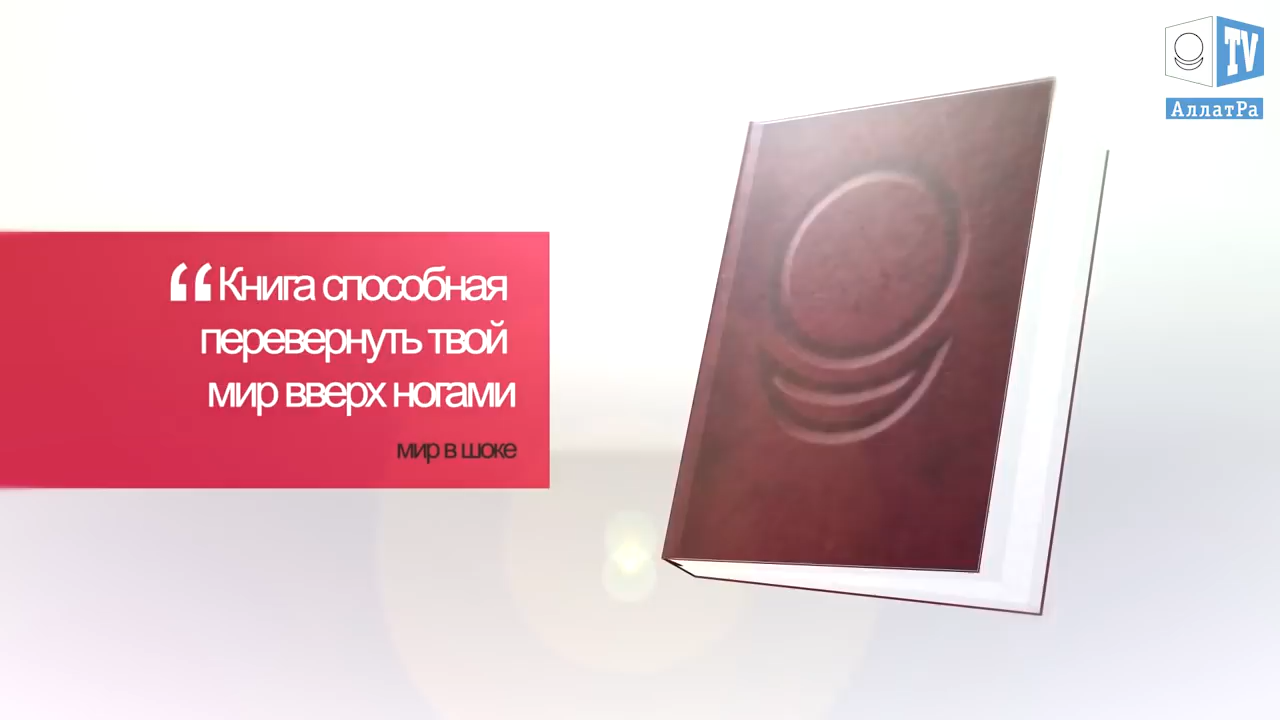 “Книга способная
перевернуть твой
мир вверх ногами
мир в шоке
TV
АллатРа